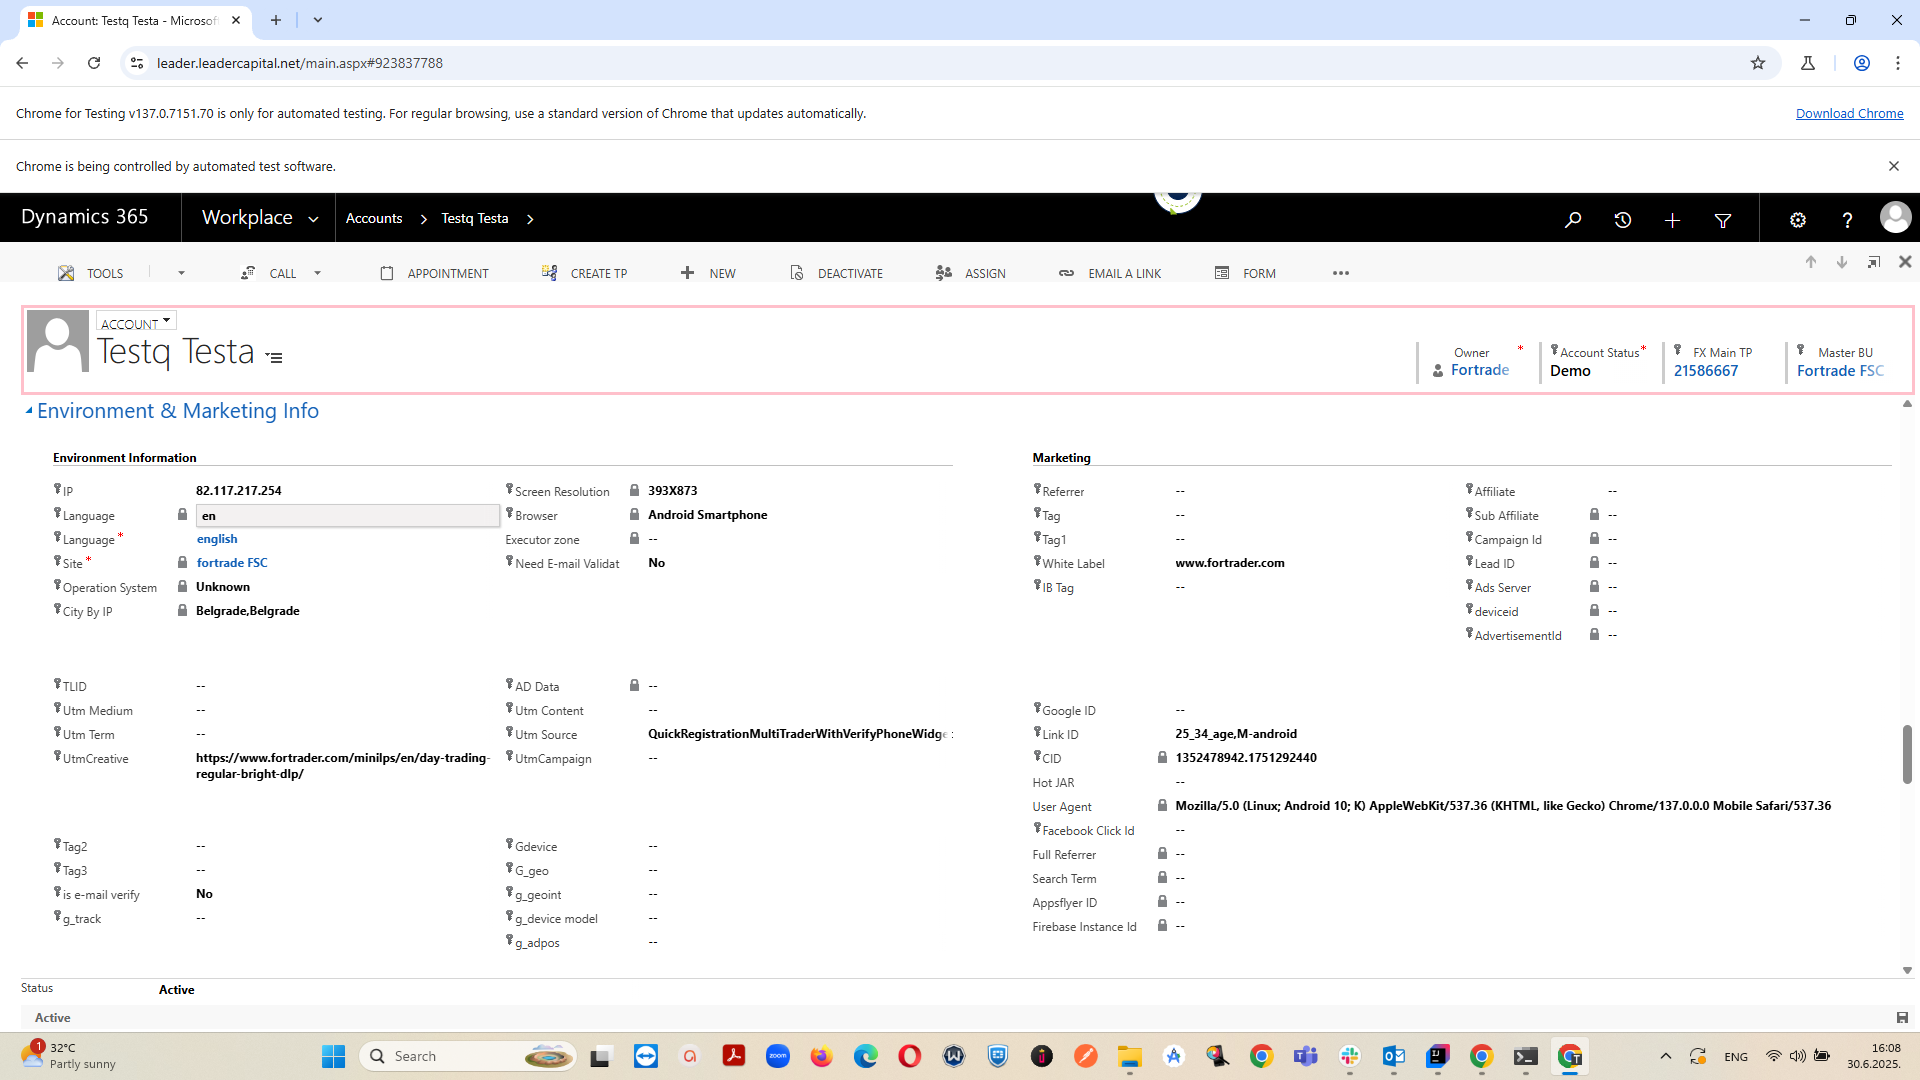 Account: Testq Testa - Microsof
leader.leadercapital.net/main.aspx#923837788
Chrome for Testing v137.0.7151.70 is only for automated testing. For regular browsing, use a standard version of Chrome that updates automatically.
Download Chrome
Chrome is being controlled by automated test software.
Dynamics 365
Workplace
Accounts
Testq Testa
TOOLS
CALL
APPOINTMENT
CREATE TP
NEW
DEACTIVATE
ASSIGN
EMAIL A LINK
FORM
ACCOUNT
Testq Testa
Owner *
Fortrade
Account Status *
Demo
FX Main TP
21586667
Master BU
Fortrade FSC
Environment & Marketing Info
Environment Information
IP 82.117.217.254
Language en
Language * english
Site * fortrade FSC
Operation System Unknown
City By IP Belgrade,Belgrade
Screen Resolution 393X873
Browser Android Smartphone
Executor zone --
Need E-mail Validat No
TLID --
Utm Medium --
Utm Term --
UtmCreative https://www.fortrader.com/minilps/en/day-trading-
regular-bright-dlp/
AD Data --
Utm Content --
Utm Source QuickRegistrationMultiTraderWithVerifyPhoneWidge
UtmCampaign --
Tag2 --
Tag3 --
is e-mail verify No
g_track --
Gdevice --
G_geo --
g_geoint --
g_device model --
g_adpos --
Marketing
Referrer --
Tag --
Tag1 --
White Label www.fortrader.com
IB Tag --
Affiliate --
Sub Affiliate --
Campaign Id --
Lead ID --
Ads Server --
deviceid --
AdvertisementId --
Google ID --
Link ID 25_34_age,M-android
CID 1352478942.1751292440
Hot JAR --
User Agent Mozilla/5.0 (Linux; Android 10; K) AppleWebKit/537.36 (KHTML, like Gecko) Chrome/137.0.0.0 Mobile Safari/537.36
Facebook Click Id --
Full Referrer --
Search Term --
Appsflyer ID --
Firebase Instance Id --
Status Active
Active
1
32°C
Partly sunny
Search
zoom
ENG
16:08
30.6.2025.